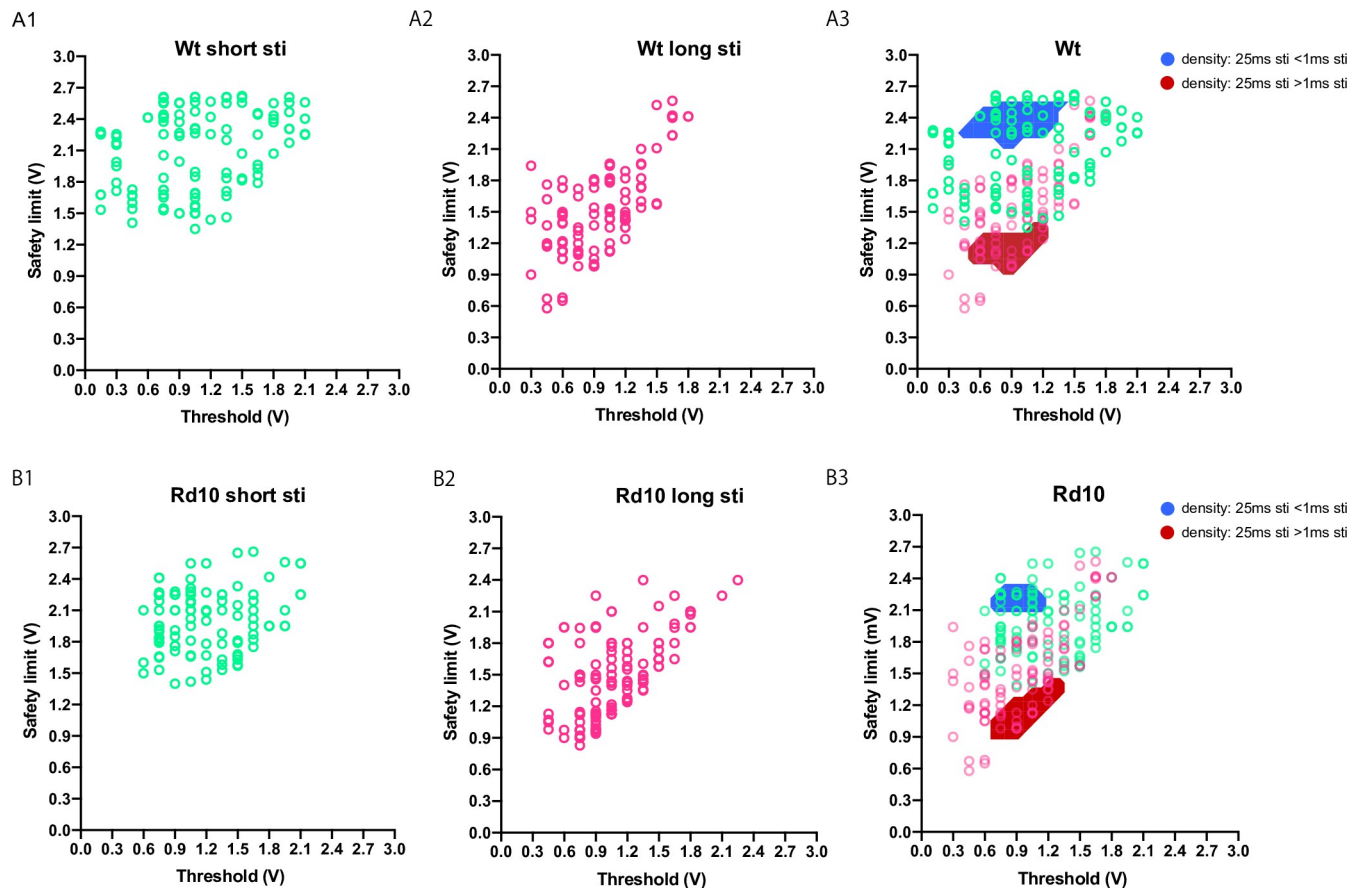 A1
Wt short sti
Safety limit (V)
3.0
2.7
2.4
2.1
1.8
1.5
1.2
0.9
0.6
0.3
0.0
0.0 0.3 0.6 0.9 1.2 1.5 1.8 2.1 2.4 2.7 3.0
Threshold (V)
A2
Wt long sti
Safety limit (V)
3.0
2.7
2.4
2.1
1.8
1.5
1.2
0.9
0.6
0.3
0.0
0.0 0.3 0.6 0.9 1.2 1.5 1.8 2.1 2.4 2.7 3.0
Threshold (V)
A3
Wt
density: 25ms sti <1ms sti
density: 25ms sti >1ms sti
Safety limit (V)
3.0
2.7
2.4
2.1
1.8
1.5
1.2
0.9
0.6
0.3
0.0
0.0 0.3 0.6 0.9 1.2 1.5 1.8 2.1 2.4 2.7 3.0
Threshold (V)
B1
Rd10 short sti
Safety limit (V)
3.0
2.7
2.4
2.1
1.8
1.5
1.2
0.9
0.6
0.3
0.0
0.0 0.3 0.6 0.9 1.2 1.5 1.8 2.1 2.4 2.7 3.0
Threshold (V)
B2
Rd10 long sti
Safety limit (V)
3.0
2.7
2.4
2.1
1.8
1.5
1.2
0.9
0.6
0.3
0.0
0.0 0.3 0.6 0.9 1.2 1.5 1.8 2.1 2.4 2.7 3.0
Threshold (V)
B3
Rd10
density: 25ms sti <1ms sti
density: 25ms sti >1ms sti
Safety limit (mV)
3.0
2.7
2.4
2.1
1.8
1.5
1.2
0.9
0.6
0.3
0.0
0.0 0.3 0.6 0.9 1.2 1.5 1.8 2.1 2.4 2.7 3.0
Threshold (V)